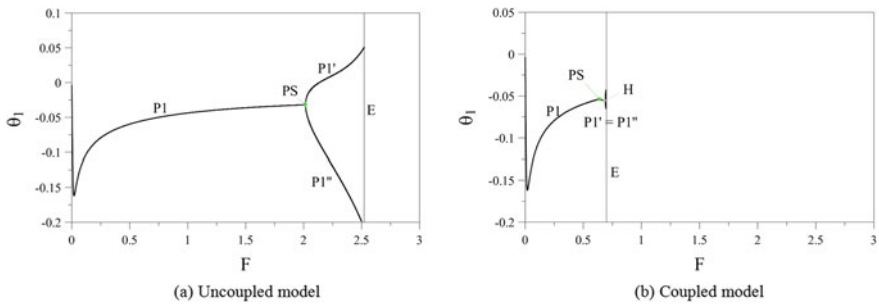 0.1
0.05
0
-0.05
-0.1
-0.15
-0.2
θ1
P1
PS
P1'
P1"
E
0 0.5 1 1.5 2 2.5 3
F
(a) Uncoupled model
0.05
0
-0.05
-0.1
-0.15
-0.2
θ1
PS
H
P1
P1' = P1"
E
0 0.5 1 1.5 2 2.5 3
F
(b) Coupled model